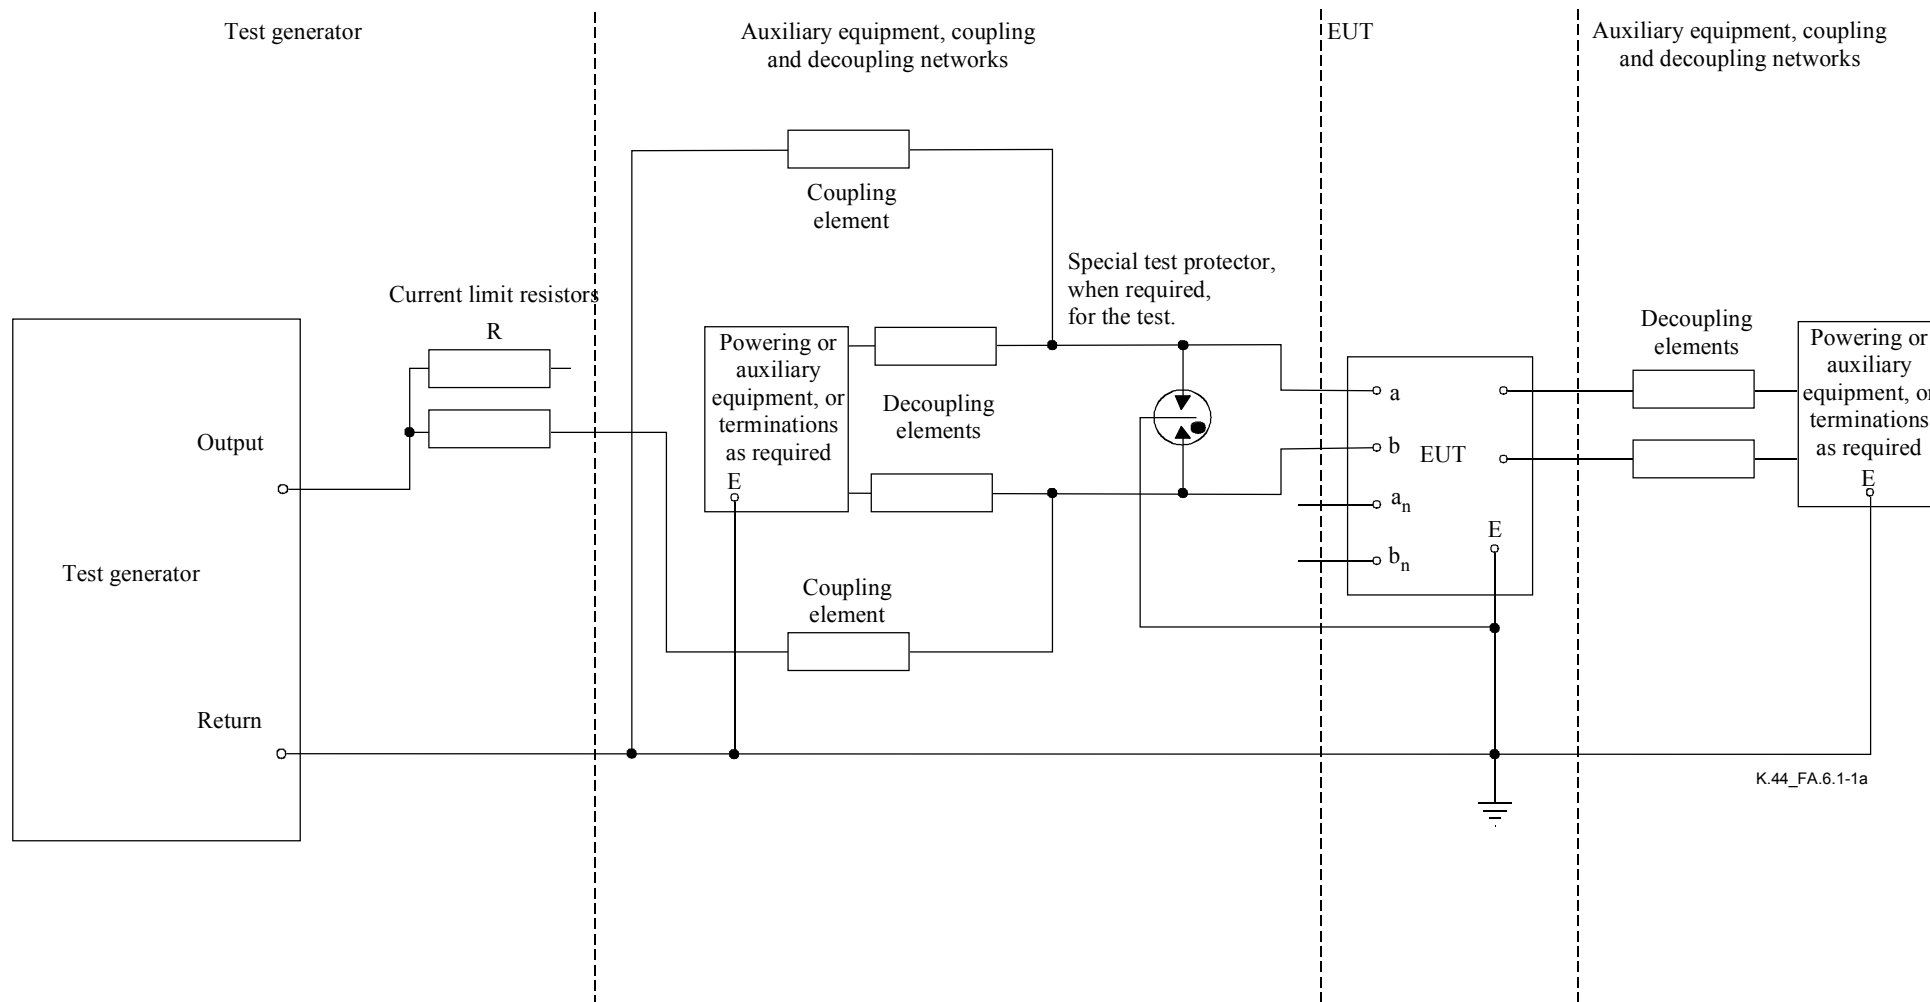 Test generator
Auxiliary equipment, coupling
and decoupling networks
EUT
Auxiliary equipment, coupling
and decoupling networks
Coupling
element
Special test protector,
when required,
for the test.
Current limit resistors
R
Powering or
auxiliary
equipment, or
terminations
as required
E
Decoupling
elements
Decoupling
elements
Powering or
auxiliary
equipment, or
terminations
as required
E
a
b
EUT
an
bn
E
Output
Test generator
Coupling
element
Return
K.44_FA.6.1-1a